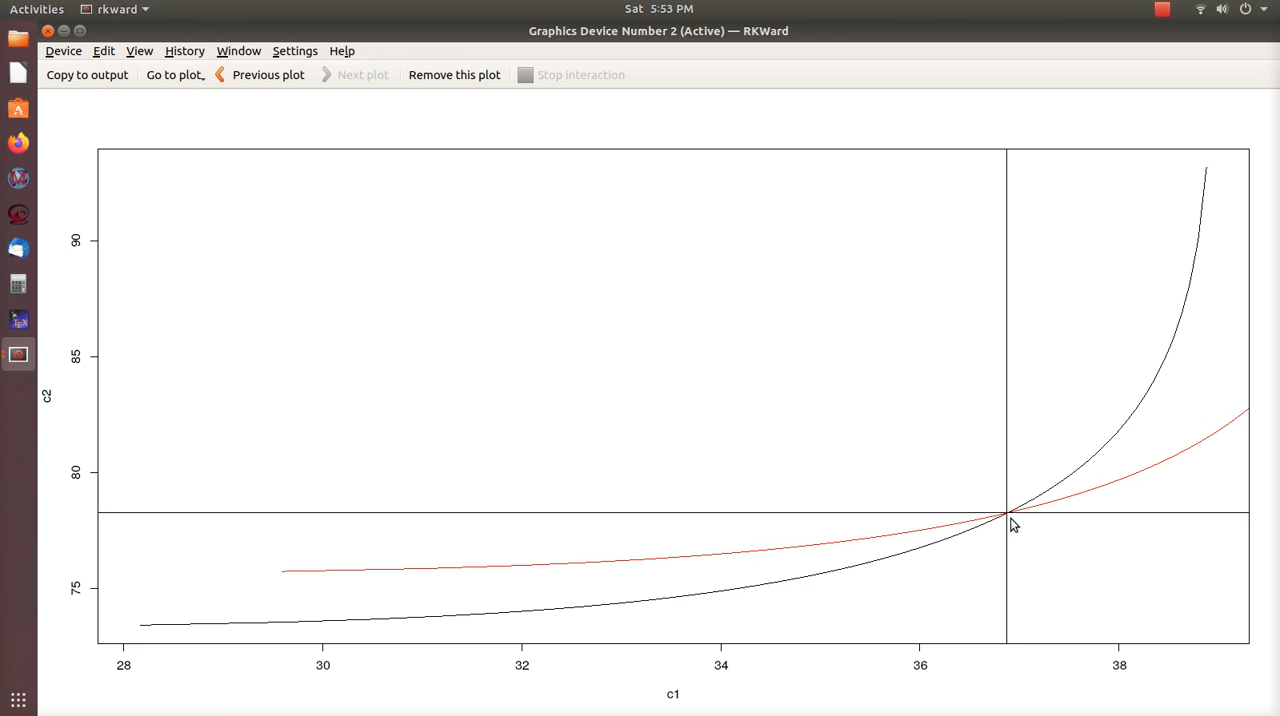 Activities rkward Sat 5:53 PM
Graphics Device Number 2 (Active) — RKWard
Device Edit View History Window Settings Help
Copy to output Go to plot Previous plot Next plot Remove this plot Stop interaction
90
85
c2
80
75
28 30 32 34 36 38
c1